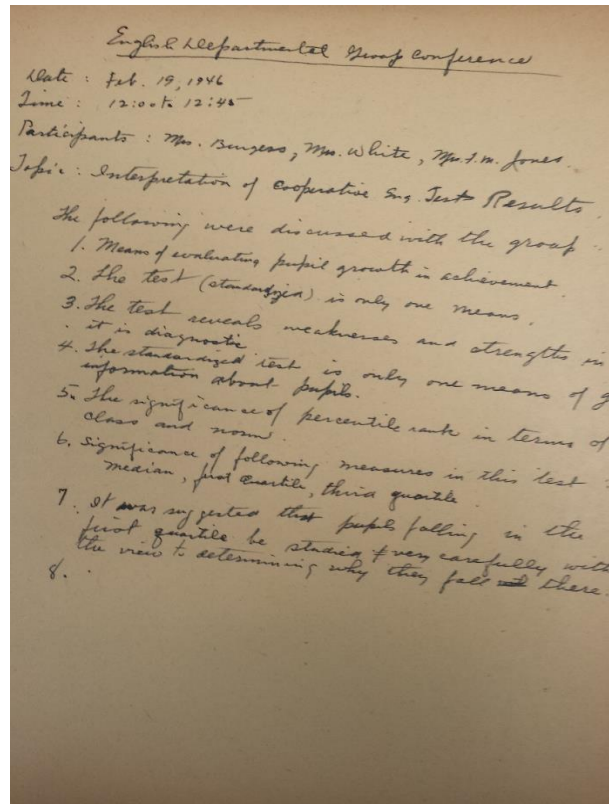 English Departmental Group Conference
Date : Feb. 19, 1946
Time : 12:00 to 12:45
Participants : Mrs. Burgess, Mrs. White, Mrs. F. M. Jones.
Topic : Interpretation of Cooperative Eng. Test Results.
The following were discussed with the group :
1. Means of evaluating pupil growth in achievement.
2. The test (standardized) is only one means.
3. The test reveals weaknesses and strengths in
it is diagnostic
4. The standardized test is only one means of g
information about pupils.
5. The significance of percentile rank in terms of
class and norm.
6. Significance of following measures in this test
median, first quartile, third quartile.
7. It was suggested that pupils falling in the
first quartile be studied very carefully with
the view to determining why they fall there.
8.